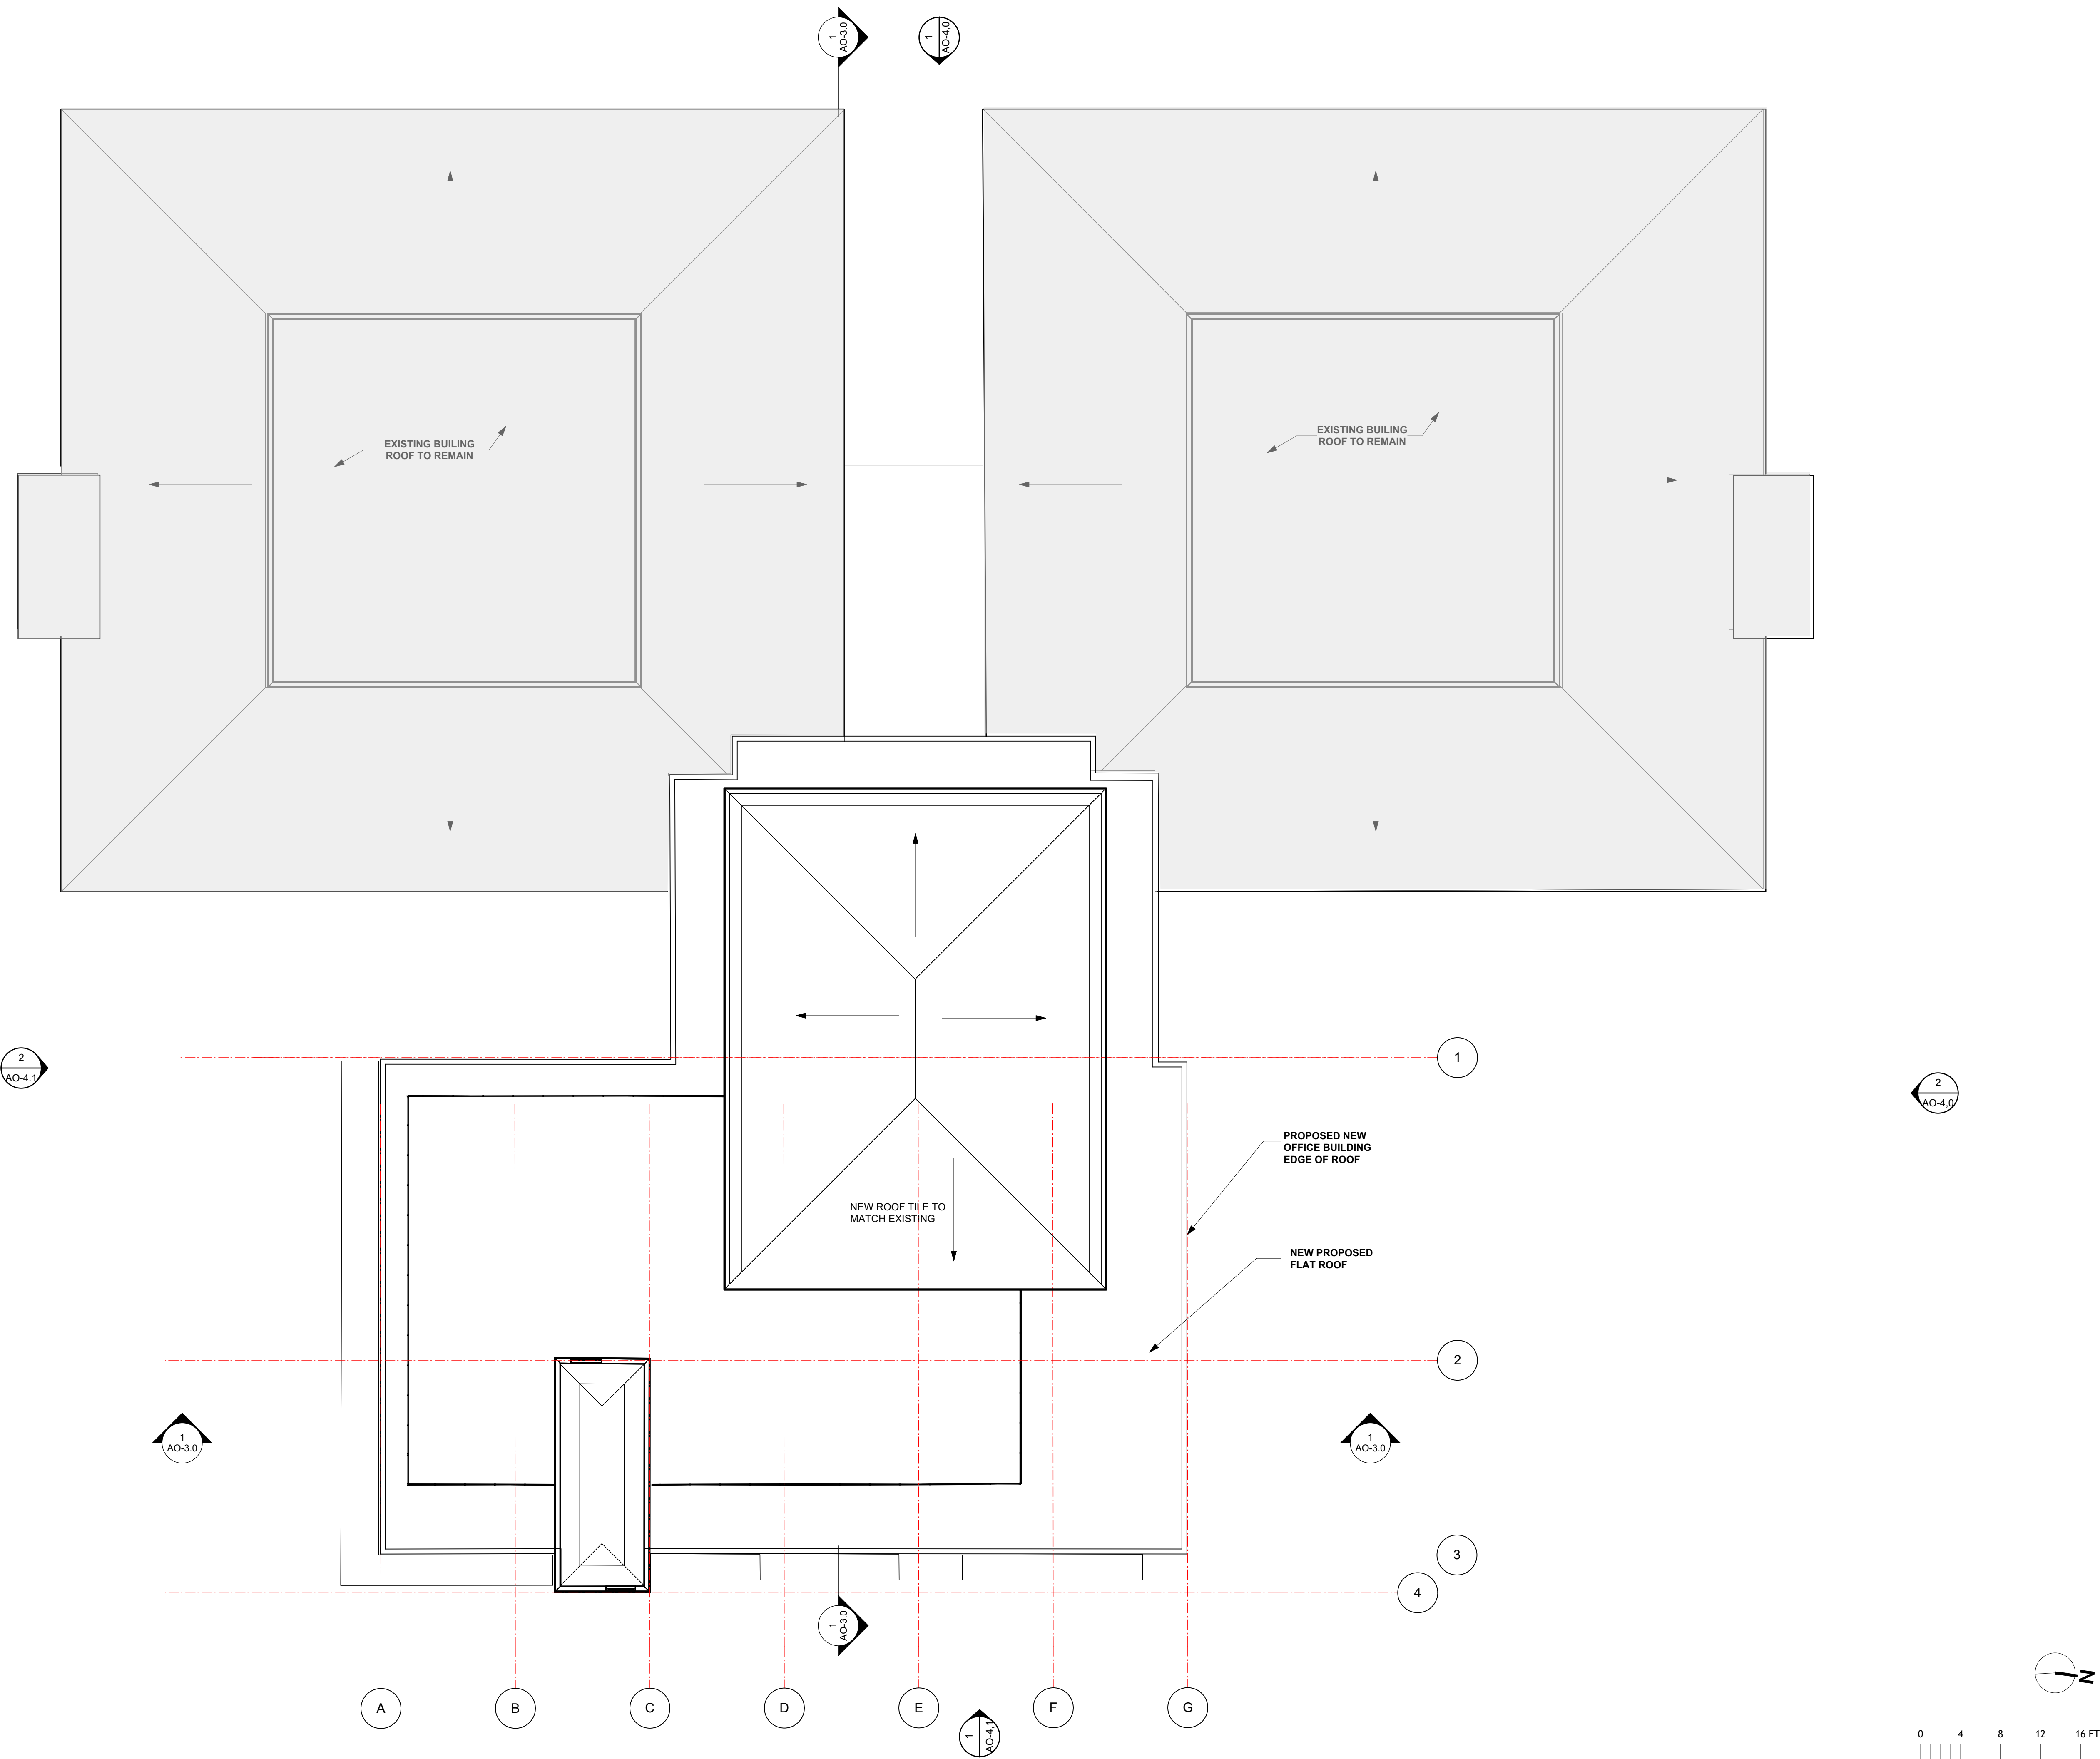 1
AO-3.0
1
AO-4,0
EXISTING BUILING
ROOF TO REMAIN
EXISTING BUILING
ROOF TO REMAIN
2
AO-4.1
1
2
AO-4,0
PROPOSED NEW
OFFICE BUILDING
EDGE OF ROOF
NEW ROOF TILE TO
MATCH EXISTING
NEW PROPOSED
FLAT ROOF
2
1
AO-3.0
1
AO-3.0
3
4
1
AO-3.0
N
A
B
C
D
E
F
G
1
AO-4,1
0 4 8 12 16 FT